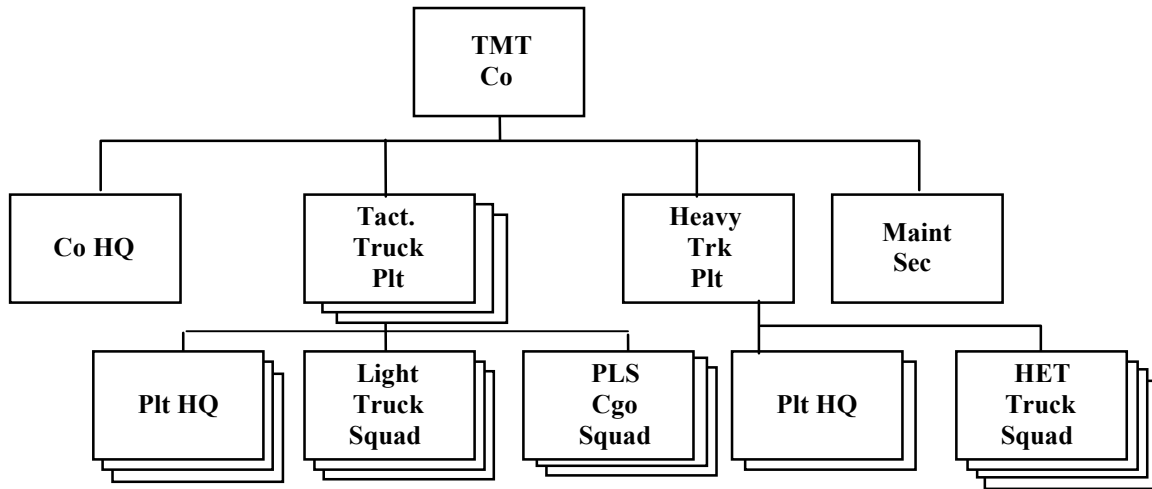 TMT
Co
Co HQ
Tact.
Truck
Plt
Heavy
Trk
Plt
Maint
Sec
Plt HQ
Light
Truck
Squad
PLS
Cgo
Squad
Plt HQ
HET
Truck
Squad